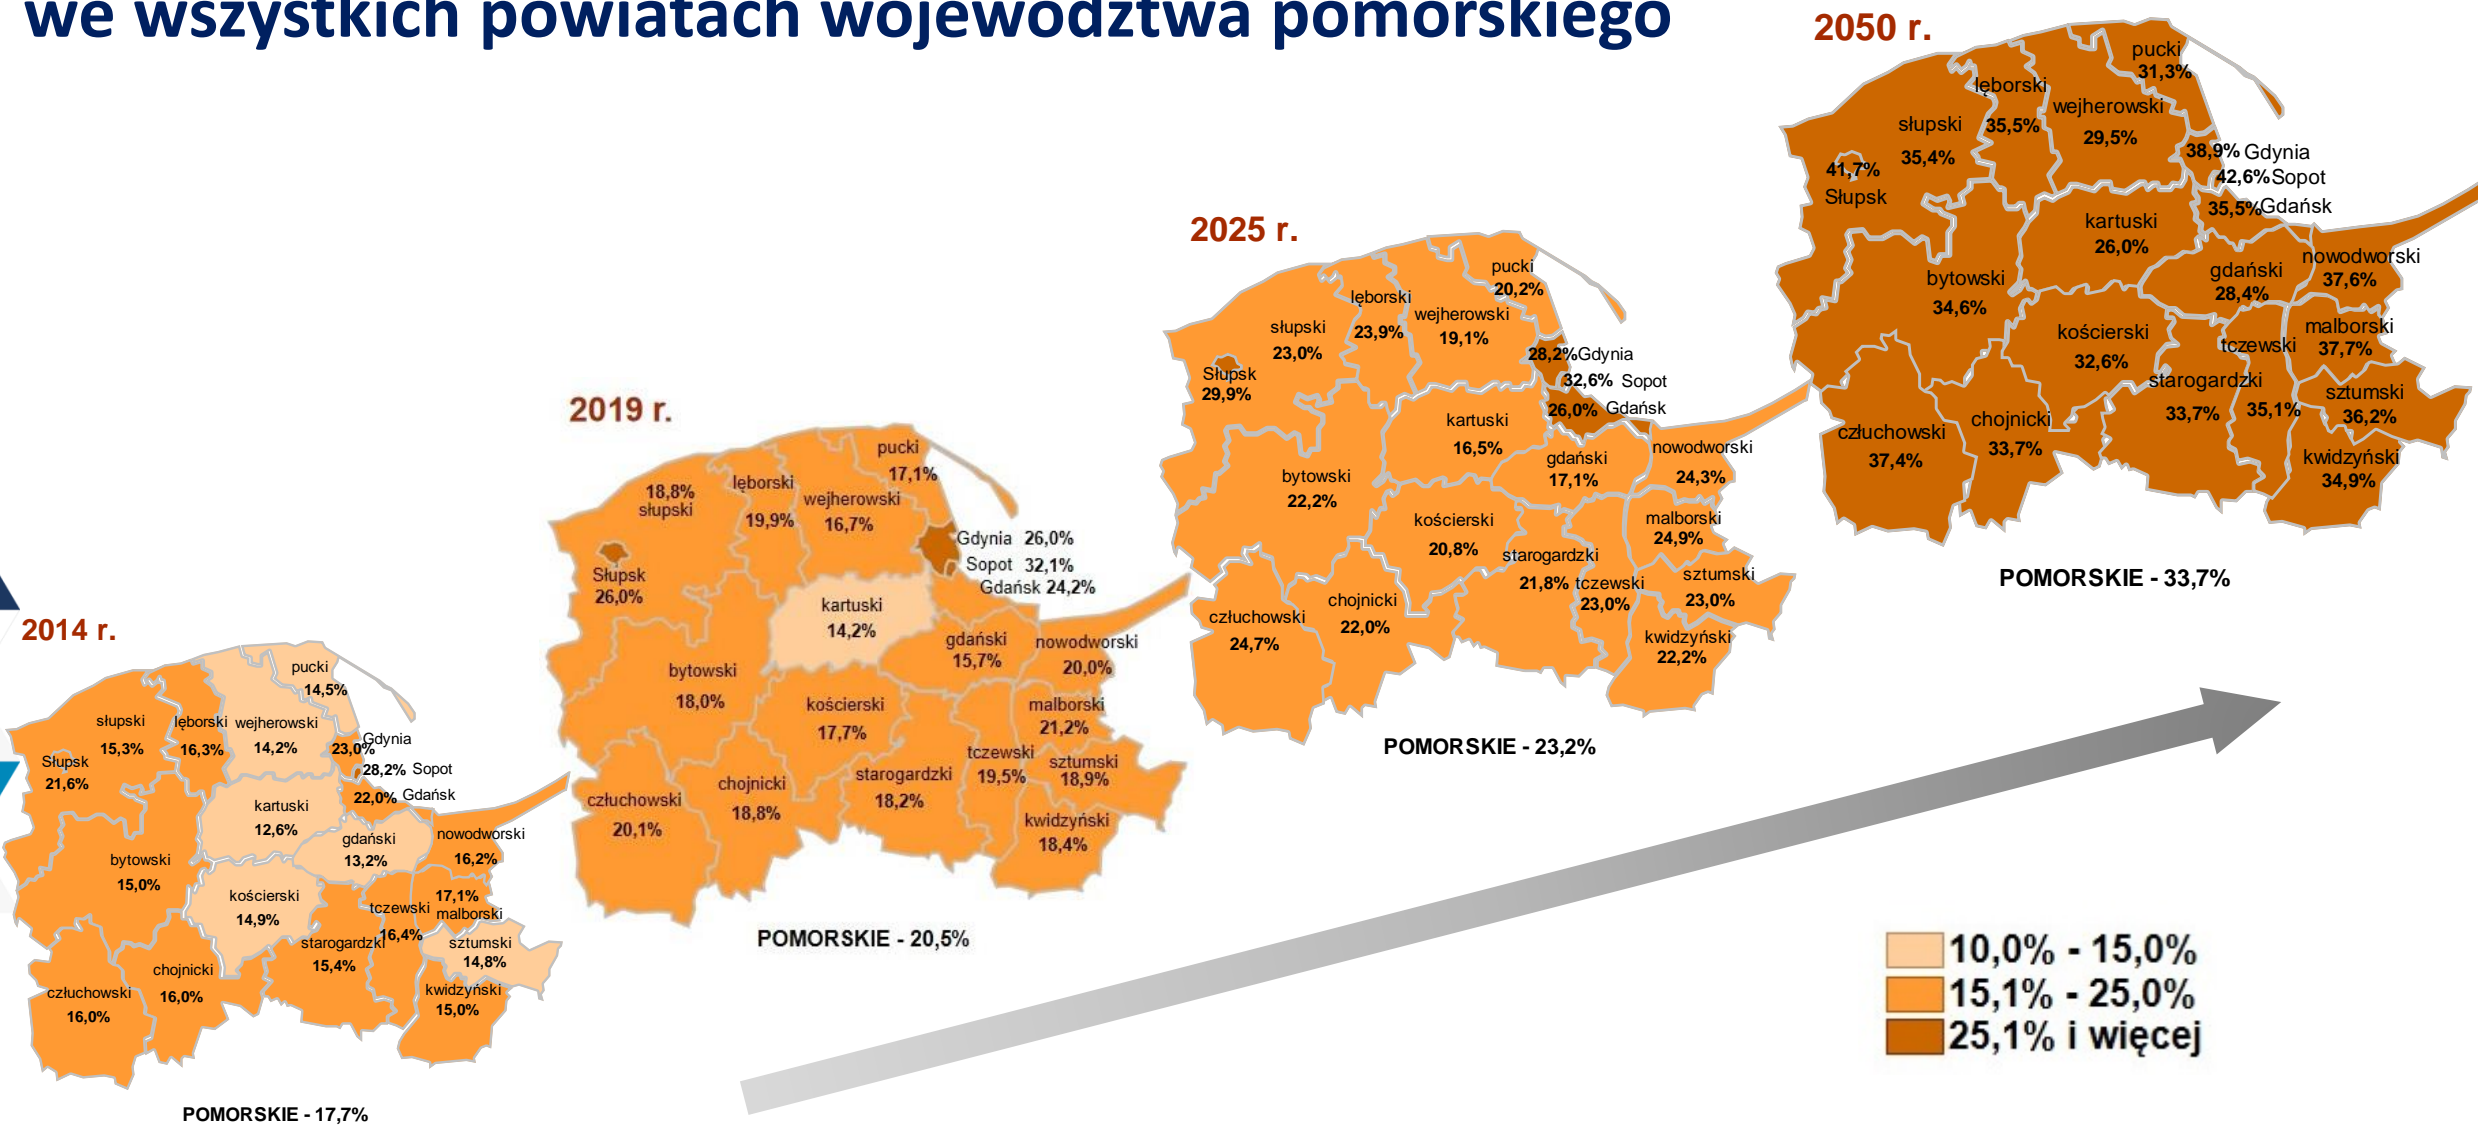 we wszystkich powiatach województwa pomorskiego
2014 r.
pucki
14,5%
słupski
15,3%
lęborski
16,3%
wejherowski
14,2%
Gdynia
23,0%
Słupsk
21,6%
28,2% Sopot
22,0% Gdańsk
kartuski
12,6%
gdański
13,2%
nowodworski
16,2%
bytowski
15,0%
kościerski
14,9%
17,1%
malborski
tczewski
16,4%
starogardzki
15,4%
sztumski
14,8%
chojnicki
16,0%
człuchowski
16,0%
kwidzyński
15,0%
POMORSKIE - 17,7%
2019 r.
pucki
17,1%
18,8%
słupski
lęborski
19,9%
wejherowski
16,7%
Gdynia 26,0%
Sopot 32,1%
Gdańsk 24,2%
Słupsk
26,0%
kartuski
14,2%
gdański
15,7%
nowodworski
20,0%
bytowski
18,0%
kościerski
17,7%
malborski
21,2%
tczewski
19,5%
sztumski
18,9%
starogardzki
18,2%
chojnicki
18,8%
człuchowski
20,1%
kwidzyński
18,4%
POMORSKIE - 20,5%
2025 r.
pucki
20,2%
lęborski
23,9%
wejherowski
19,1%
słupski
23,0%
28,2% Gdynia
32,6% Sopot
26,0% Gdańsk
Słupsk
29,9%
kartuski
16,5%
gdański
17,1%
nowodworski
24,3%
bytowski
22,2%
kościerski
20,8%
malborski
24,9%
starogardzki
21,8%
tczewski
23,0%
sztumski
23,0%
chojnicki
22,0%
człuchowski
24,7%
kwidzyński
22,2%
POMORSKIE - 23,2%
2050 r.
pucki
31,3%
lęborski
35,5%
wejherowski
29,5%
słupski
35,4%
38,9% Gdynia
42,6% Sopot
35,5% Gdańsk
41,7%
Słupsk
kartuski
26,0%
gdański
28,4%
nowodworski
37,6%
bytowski
34,6%
kościerski
32,6%
malborski
37,7%
tczewski
35,1%
starogardzki
33,7%
sztumski
36,2%
chojnicki
33,7%
człuchowski
37,4%
kwidzyński
34,9%
POMORSKIE - 33,7%
10,0% - 15,0%
15,1% - 25,0%
25,1% i więcej